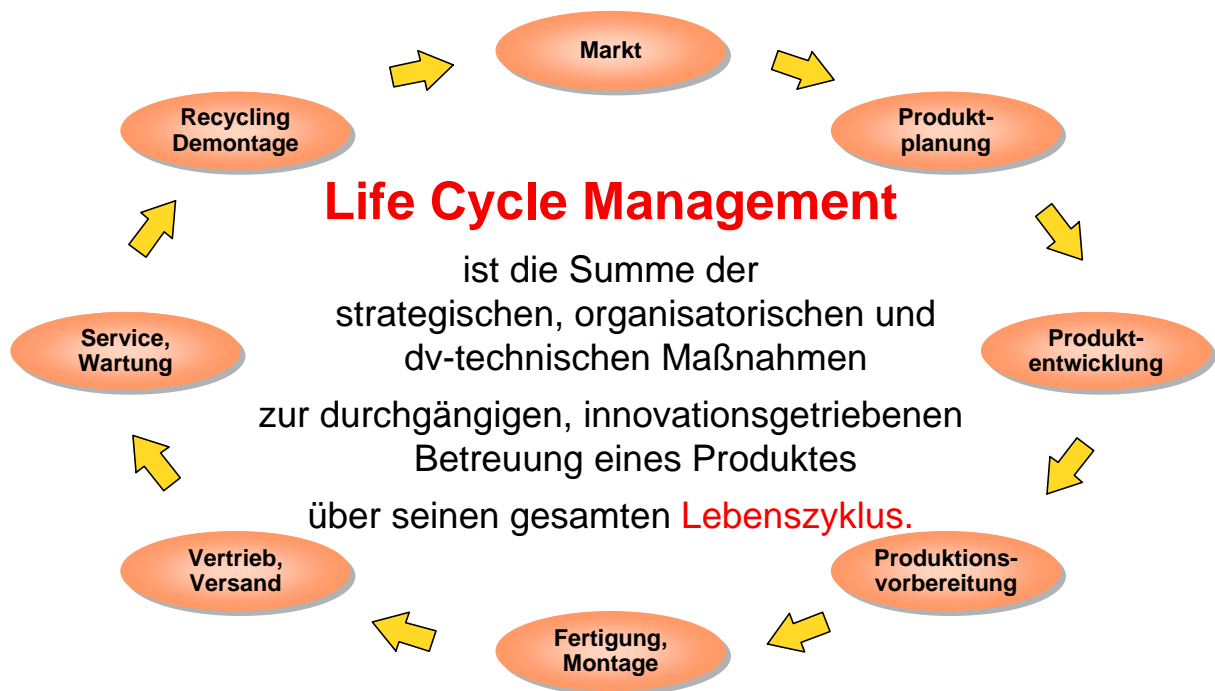 Markt
Recycling
Demontage
Produkt-
planung
Life Cycle Management
ist die Summe der
strategischen, organisatorischen und
dv-technischen Maßnahmen
zur durchgängigen, innovationsgetriebenen
Betreuung eines Produktes
über seinen gesamten Lebenszyklus.
Service,
Wartung
Produkt-
entwicklung
Vertrieb,
Versand
Produktions-
vorbereitung
Fertigung,
Montage